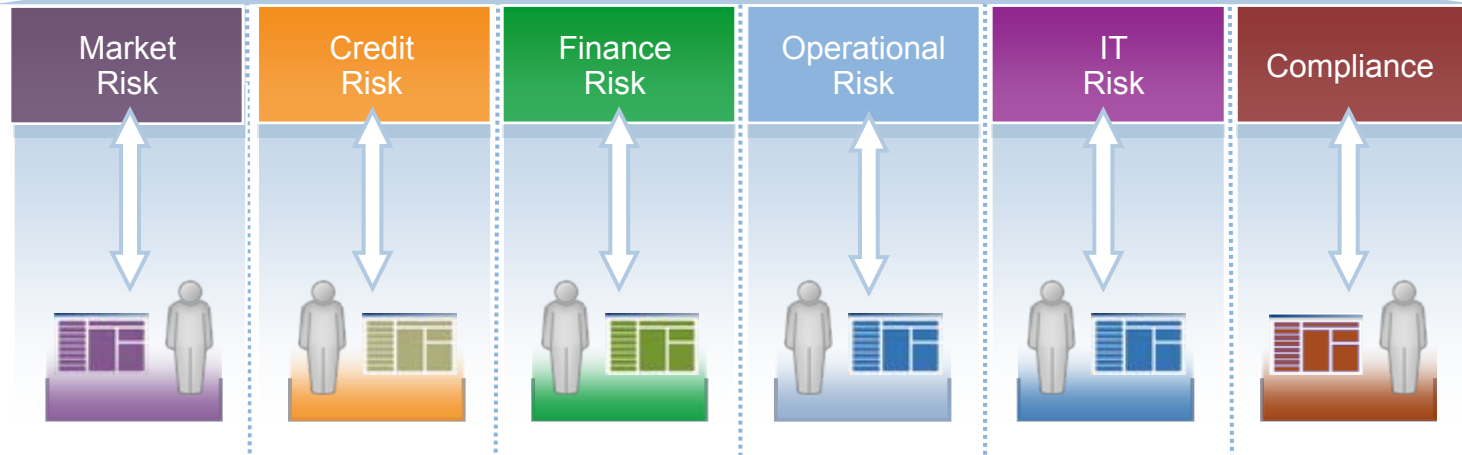 Market
Risk
Credit
Risk
Finance
Risk
Operational
Risk
IT
Risk
Compliance